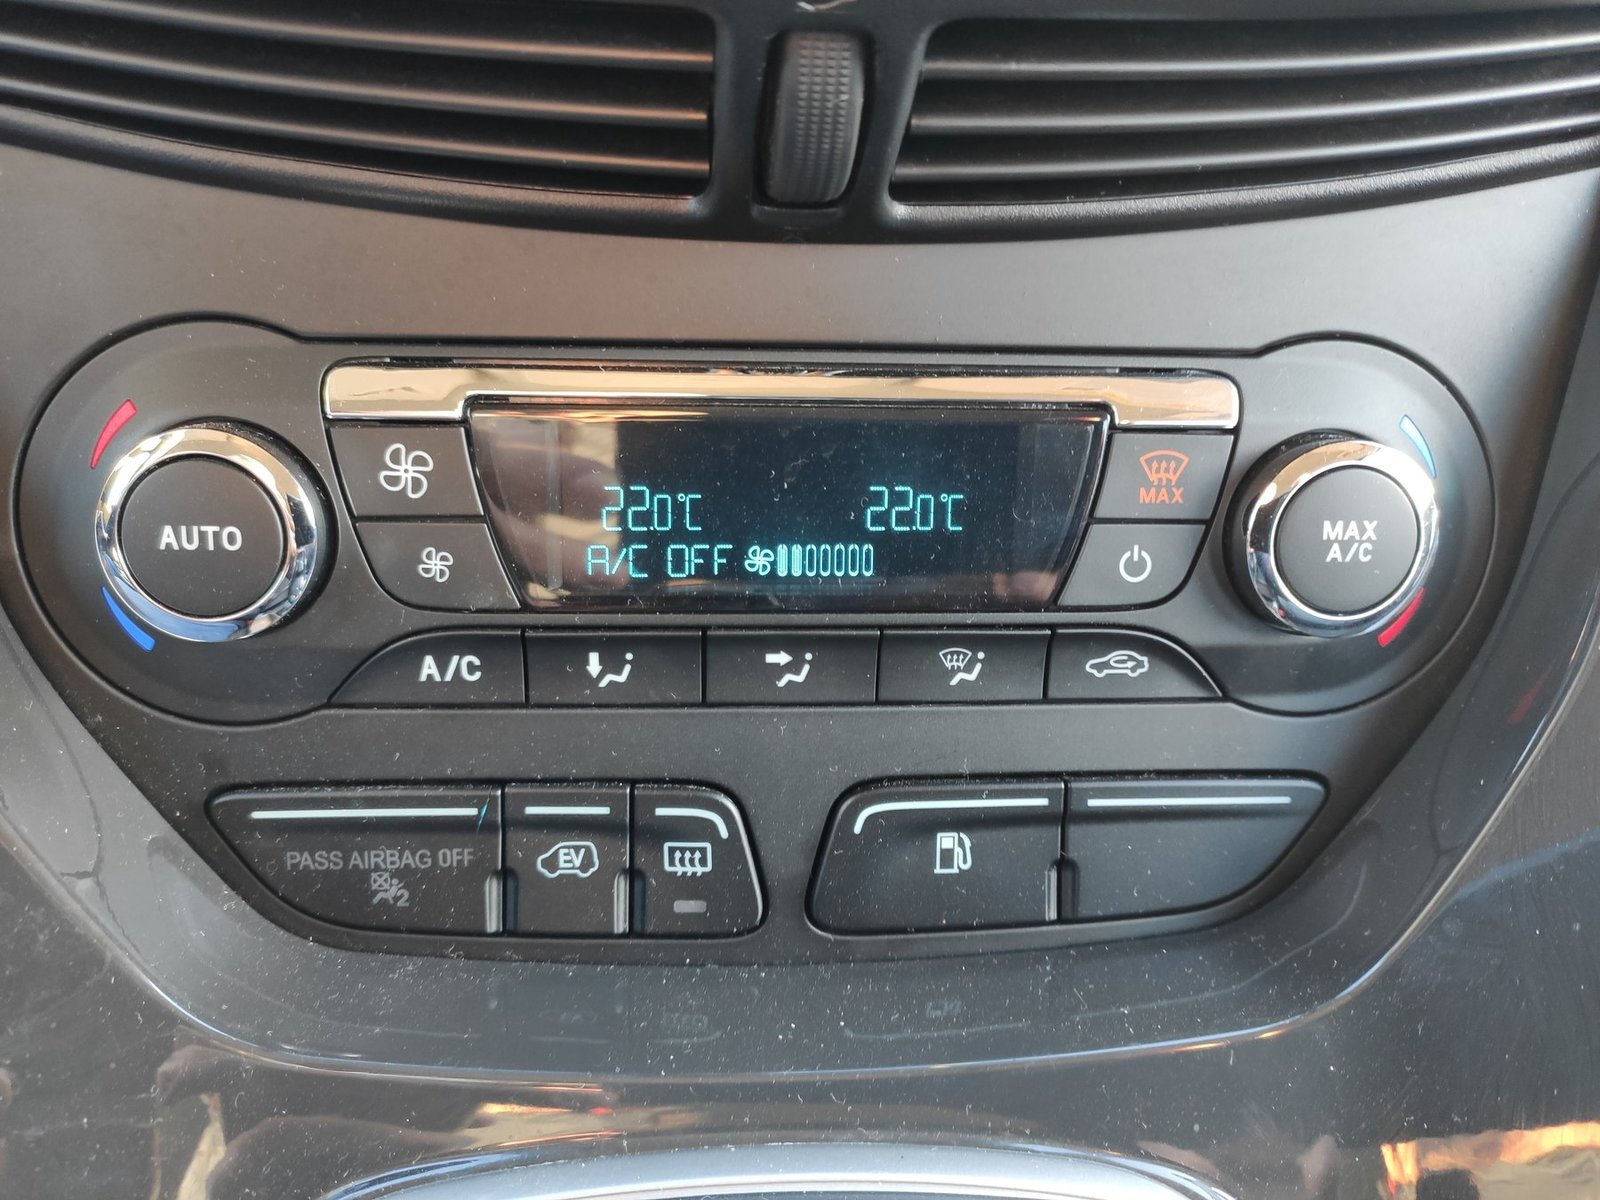 22.0°C 22.0°C
A/C OFF
AUTO
MAX
MAX
A/C
A/C
PASS AIRBAG OFF
2
EV